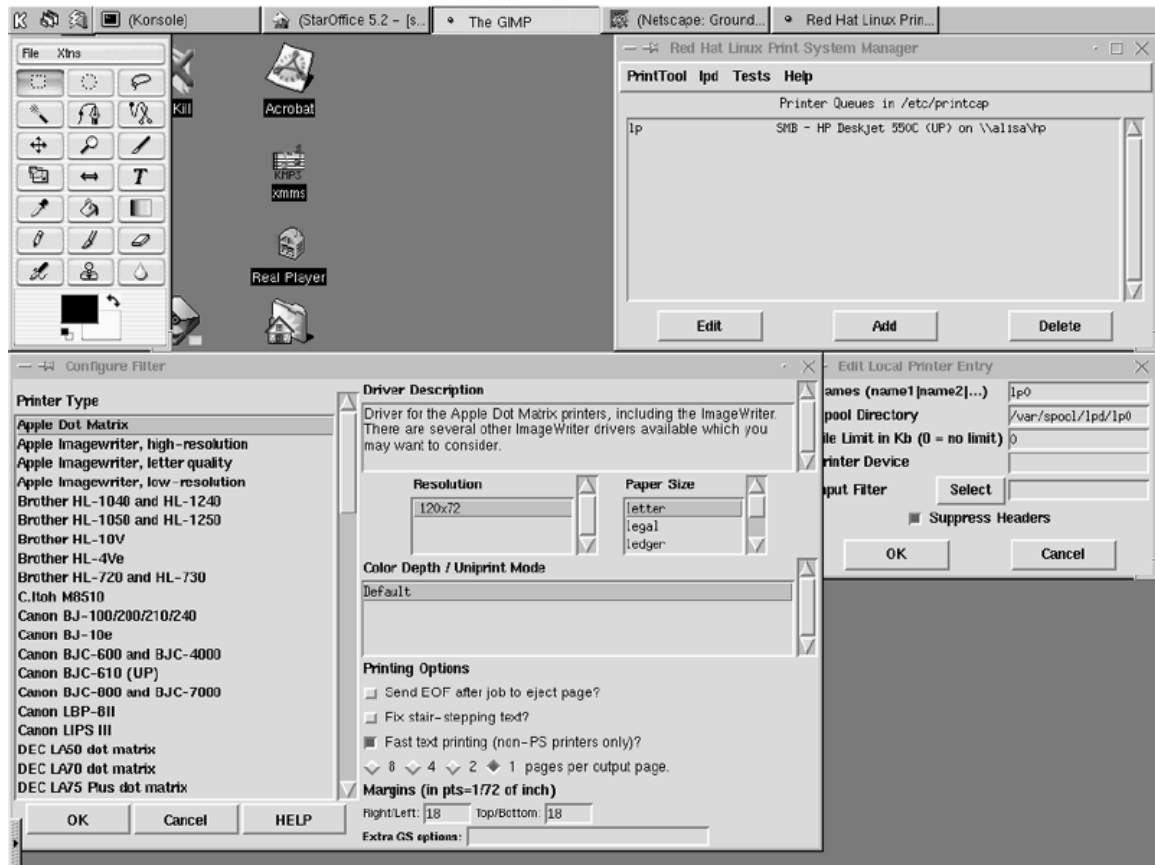 (Konsole)
(StarOffice 5.2 - [s...
The GIMP
(Netscape: Ground...
Red Hat Linux Prin...
File Xtns
Kill
Acrobat
KMP3
xmms
Real Player
Red Hat Linux Print System Manager
PrintTool lpd Tests Help
Printer Queues in /etc/printcap
lp SMB - HP Deskjet 550C (UP) on \\alisa\hp
Edit Add Delete
Configure Filter
Printer Type
Apple Dot Matrix
Apple Imagewriter, high-resolution
Apple Imagewriter, letter quality
Apple Imagewriter, low-resolution
Brother HL-1040 and HL-1240
Brother HL-1050 and HL-1250
Brother HL-10V
Brother HL-4Ve
Brother HL-720 and HL-730
C.Itoh M8510
Canon BJ-100/200/210/240
Canon BJ-10e
Canon BJC-600 and BJC-4000
Canon BJC-610 (UP)
Canon BJC-800 and BJC-7000
Canon LBP-8II
Canon LIPS III
DEC LA50 dot matrix
DEC LA70 dot matrix
DEC LA75 Plus dot matrix
OK Cancel HELP
Driver Description
Driver for the Apple Dot Matrix printers, including the ImageWriter.
There are several other ImageWriter drivers available which you
may want to consider.
Resolution
120x72
Paper Size
letter
legal
ledger
Color Depth / Uniprint Mode
Default
Printing Options
Send EOF after job to eject page?
Fix stair-stepping text?
Fast text printing (non-PS printers only)?
8 4 2 1 pages per output page.
Margins (in pts=1/72 of inch)
Right/Left: 18 Top/Bottom: 18
Extra GS options:
Edit Local Printer Entry
ames (name1|name2|...) lp0
pool Directory /var/spool/lpd/lp0
ile Limit in Kb (0 = no limit) 0
rinter Device
nput Filter Select
Suppress Headers
OK Cancel